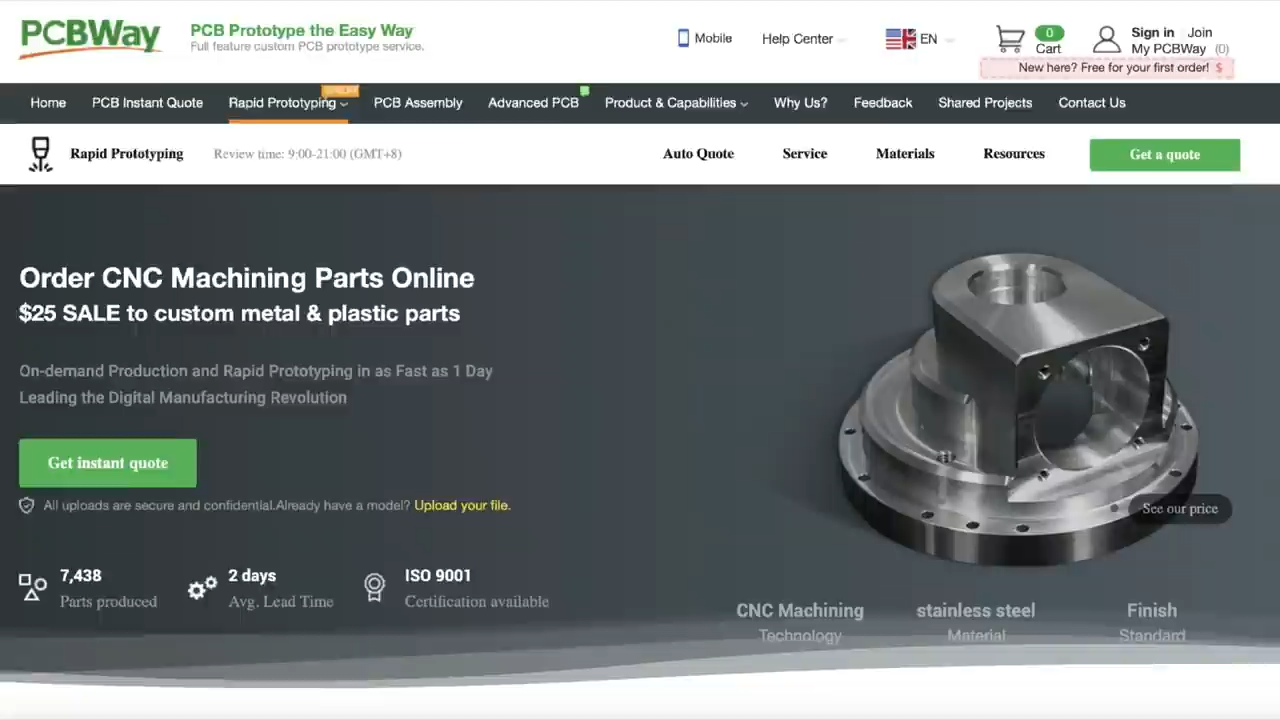 PCBWay
PCB Prototype the Easy Way
Full feature custom PCB prototype service.
Mobile
Help Center
EN
0
Cart
Sign in Join
My PCBWay (0)
New here? Free for your first order! $
Home
PCB Instant Quote
Rapid Prototyping
PCB Assembly
Advanced PCB
Product & Capabilities
Why Us?
Feedback
Shared Projects
Contact Us
Rapid Prototyping
Review time: 9:00-21:00 (GMT+8)
Auto Quote
Service
Materials
Resources
Get a quote
Order CNC Machining Parts Online
$25 SALE to custom metal & plastic parts
On-demand Production and Rapid Prototyping in as Fast as 1 Day
Leading the Digital Manufacturing Revolution
Get instant quote
All uploads are secure and confidential.Already have a model? Upload your file.
See our price
7,438
Parts produced
2 days
Avg. Lead Time
ISO 9001
Certification available
CNC Machining
Technology
stainless steel
Material
Finish
Standard